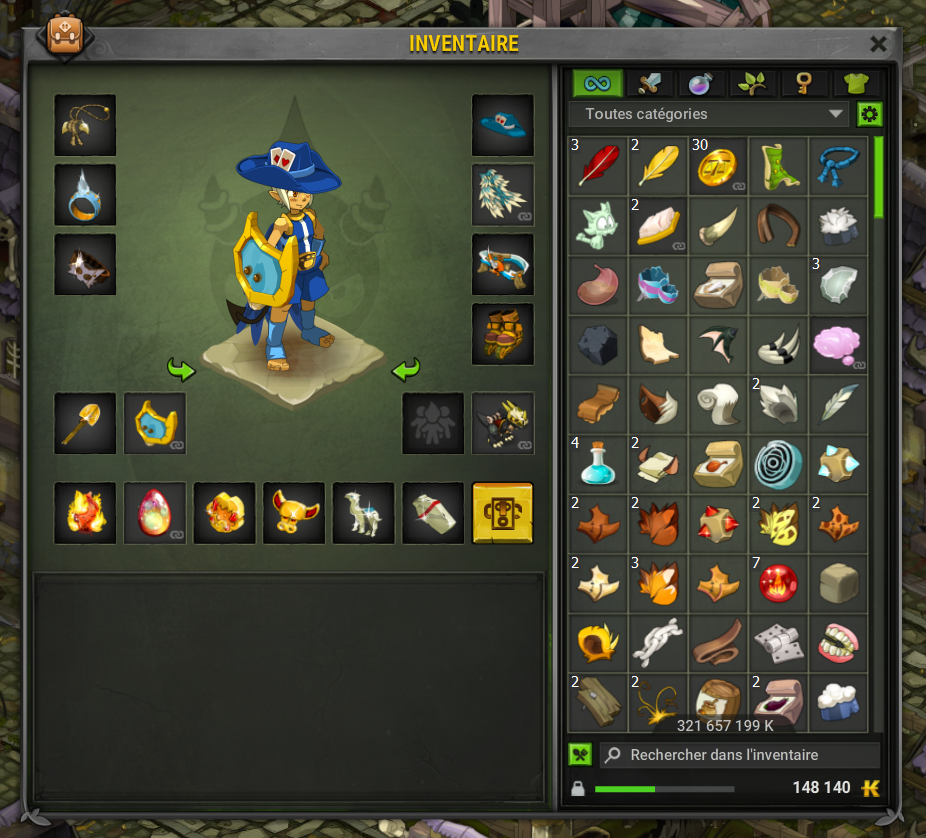 INVENTAIRE
Toutes catégories
3 2 30
2
3
2
4 2
2 2 2 2
2 3 7
2 2 2
321 657 199 K
Rechercher dans l'inventaire
148 140 K